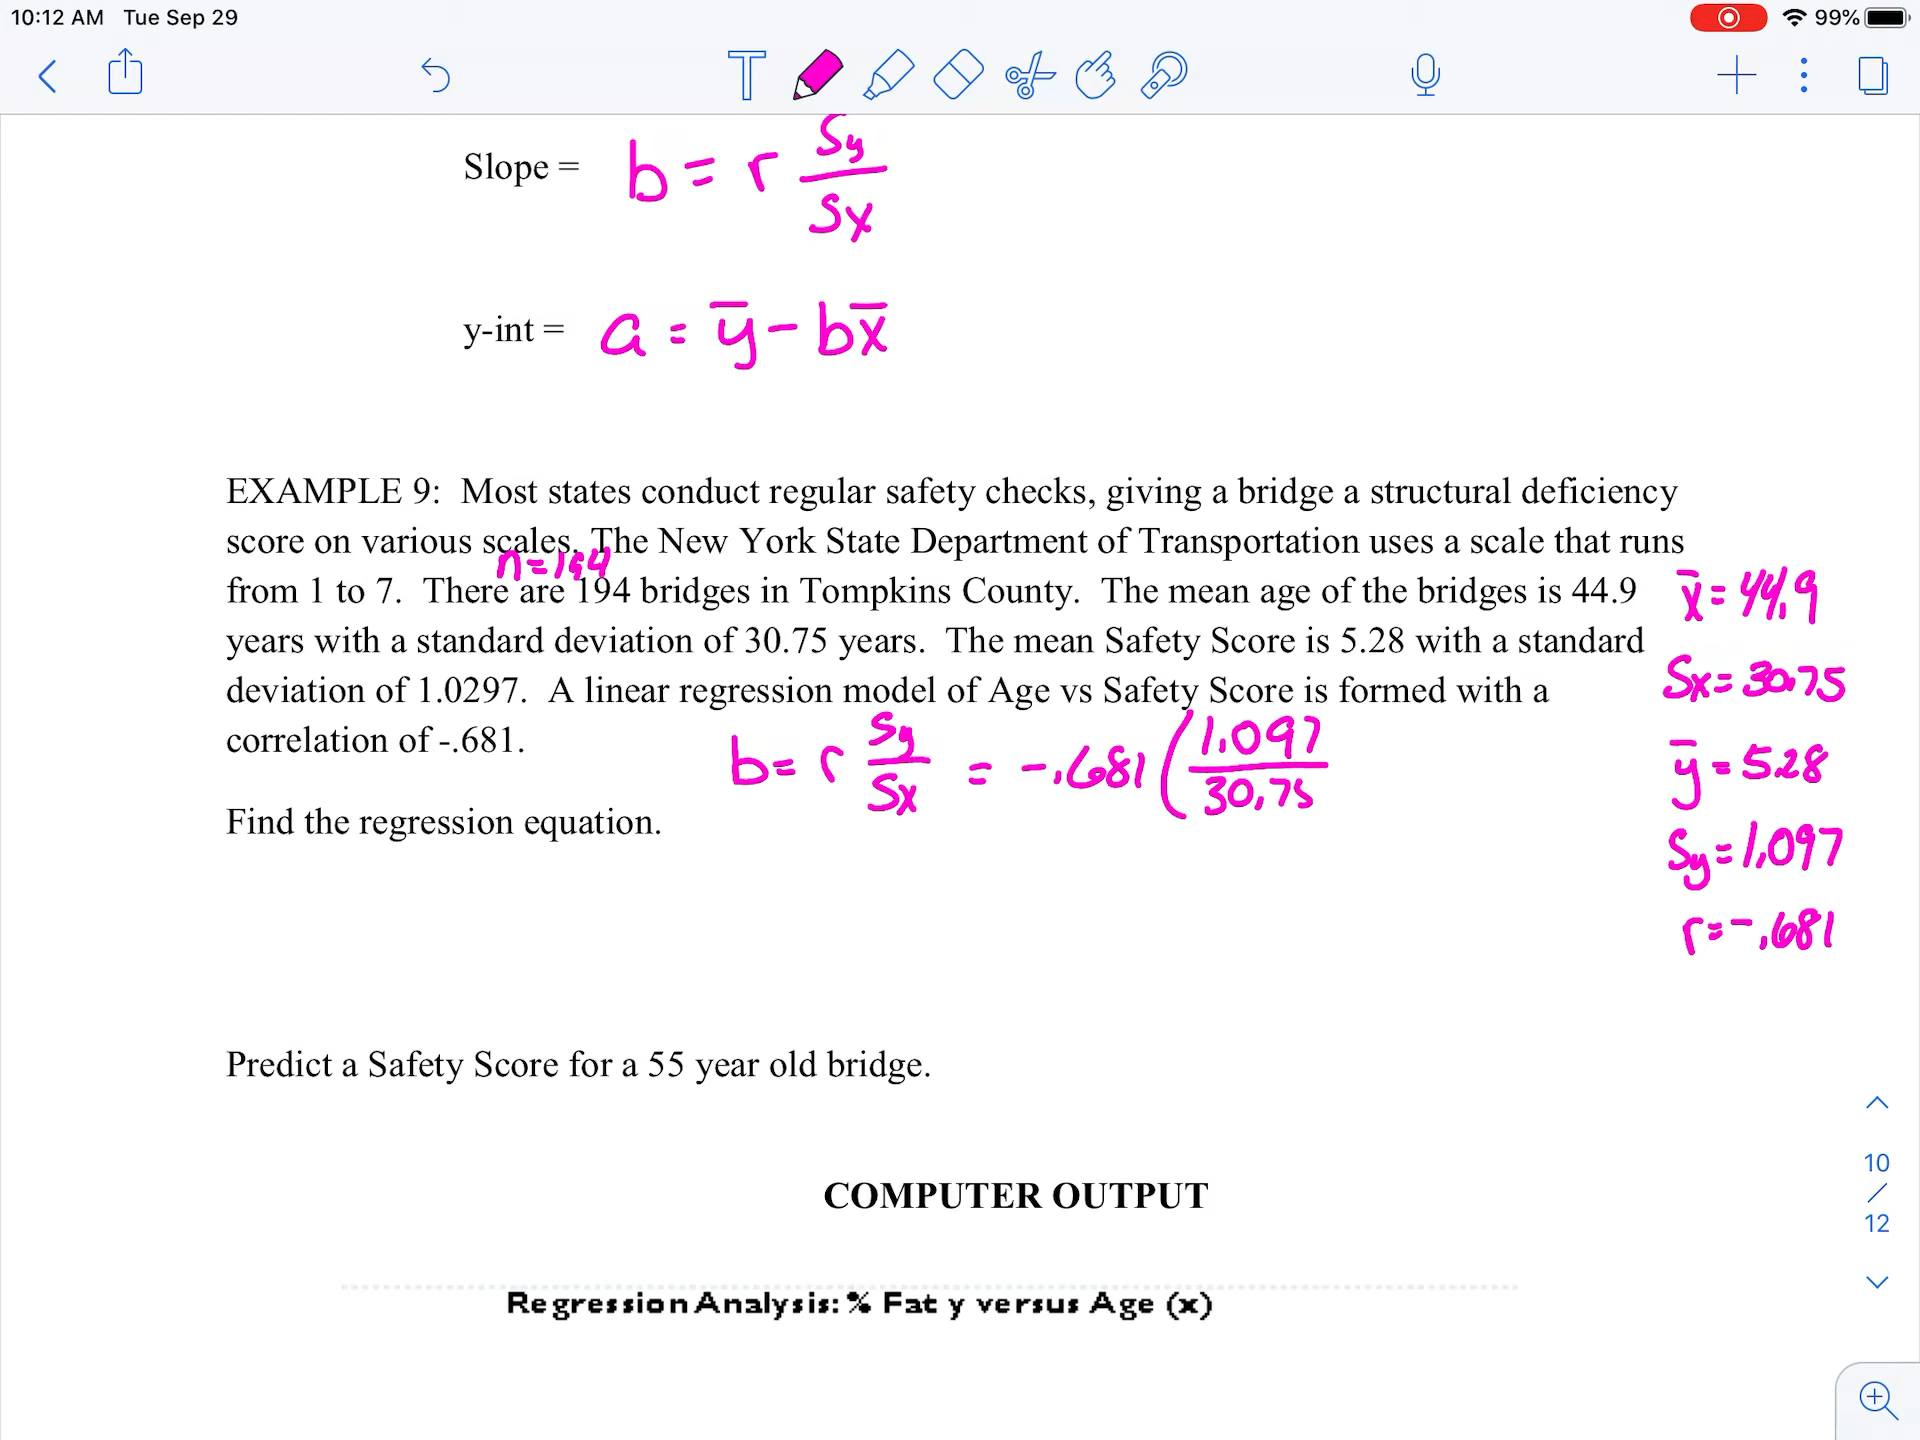 10:12 AM Tue Sep 29
99%
T
Slope = b = r Sy/Sx
y-int = a = ȳ - bx̄
EXAMPLE 9: Most states conduct regular safety checks, giving a bridge a structural deficiency
score on various scales. The New York State Department of Transportation uses a scale that runs
n=194
from 1 to 7. There are 194 bridges in Tompkins County. The mean age of the bridges is 44.9
x̄ = 44.9
years with a standard deviation of 30.75 years. The mean Safety Score is 5.28 with a standard
deviation of 1.0297. A linear regression model of Age vs Safety Score is formed with a
Sx = 30.75
correlation of -.681.
b = r Sy/Sx = -.681 (1.097/30.75
ȳ = 5.28
Find the regression equation.
Sy = 1.097
r = -.681
Predict a Safety Score for a 55 year old bridge.
10
/
12
COMPUTER OUTPUT
Regression Analysis: % Fat y versus Age (x)